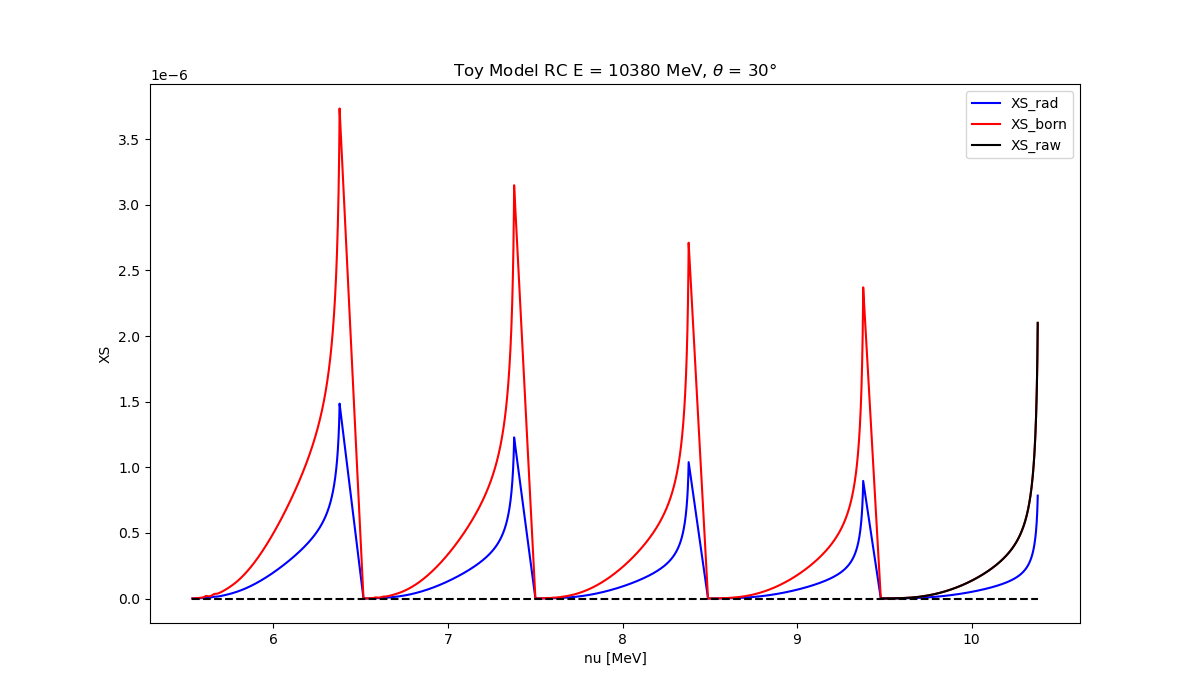 Toy Model RC E = 10380 MeV, θ = 30°
1e−6
XS_rad
XS_born
XS_raw
3.5
3.0
2.5
2.0
1.5
1.0
0.5
0.0
XS
6 7 8 9 10
nu [MeV]